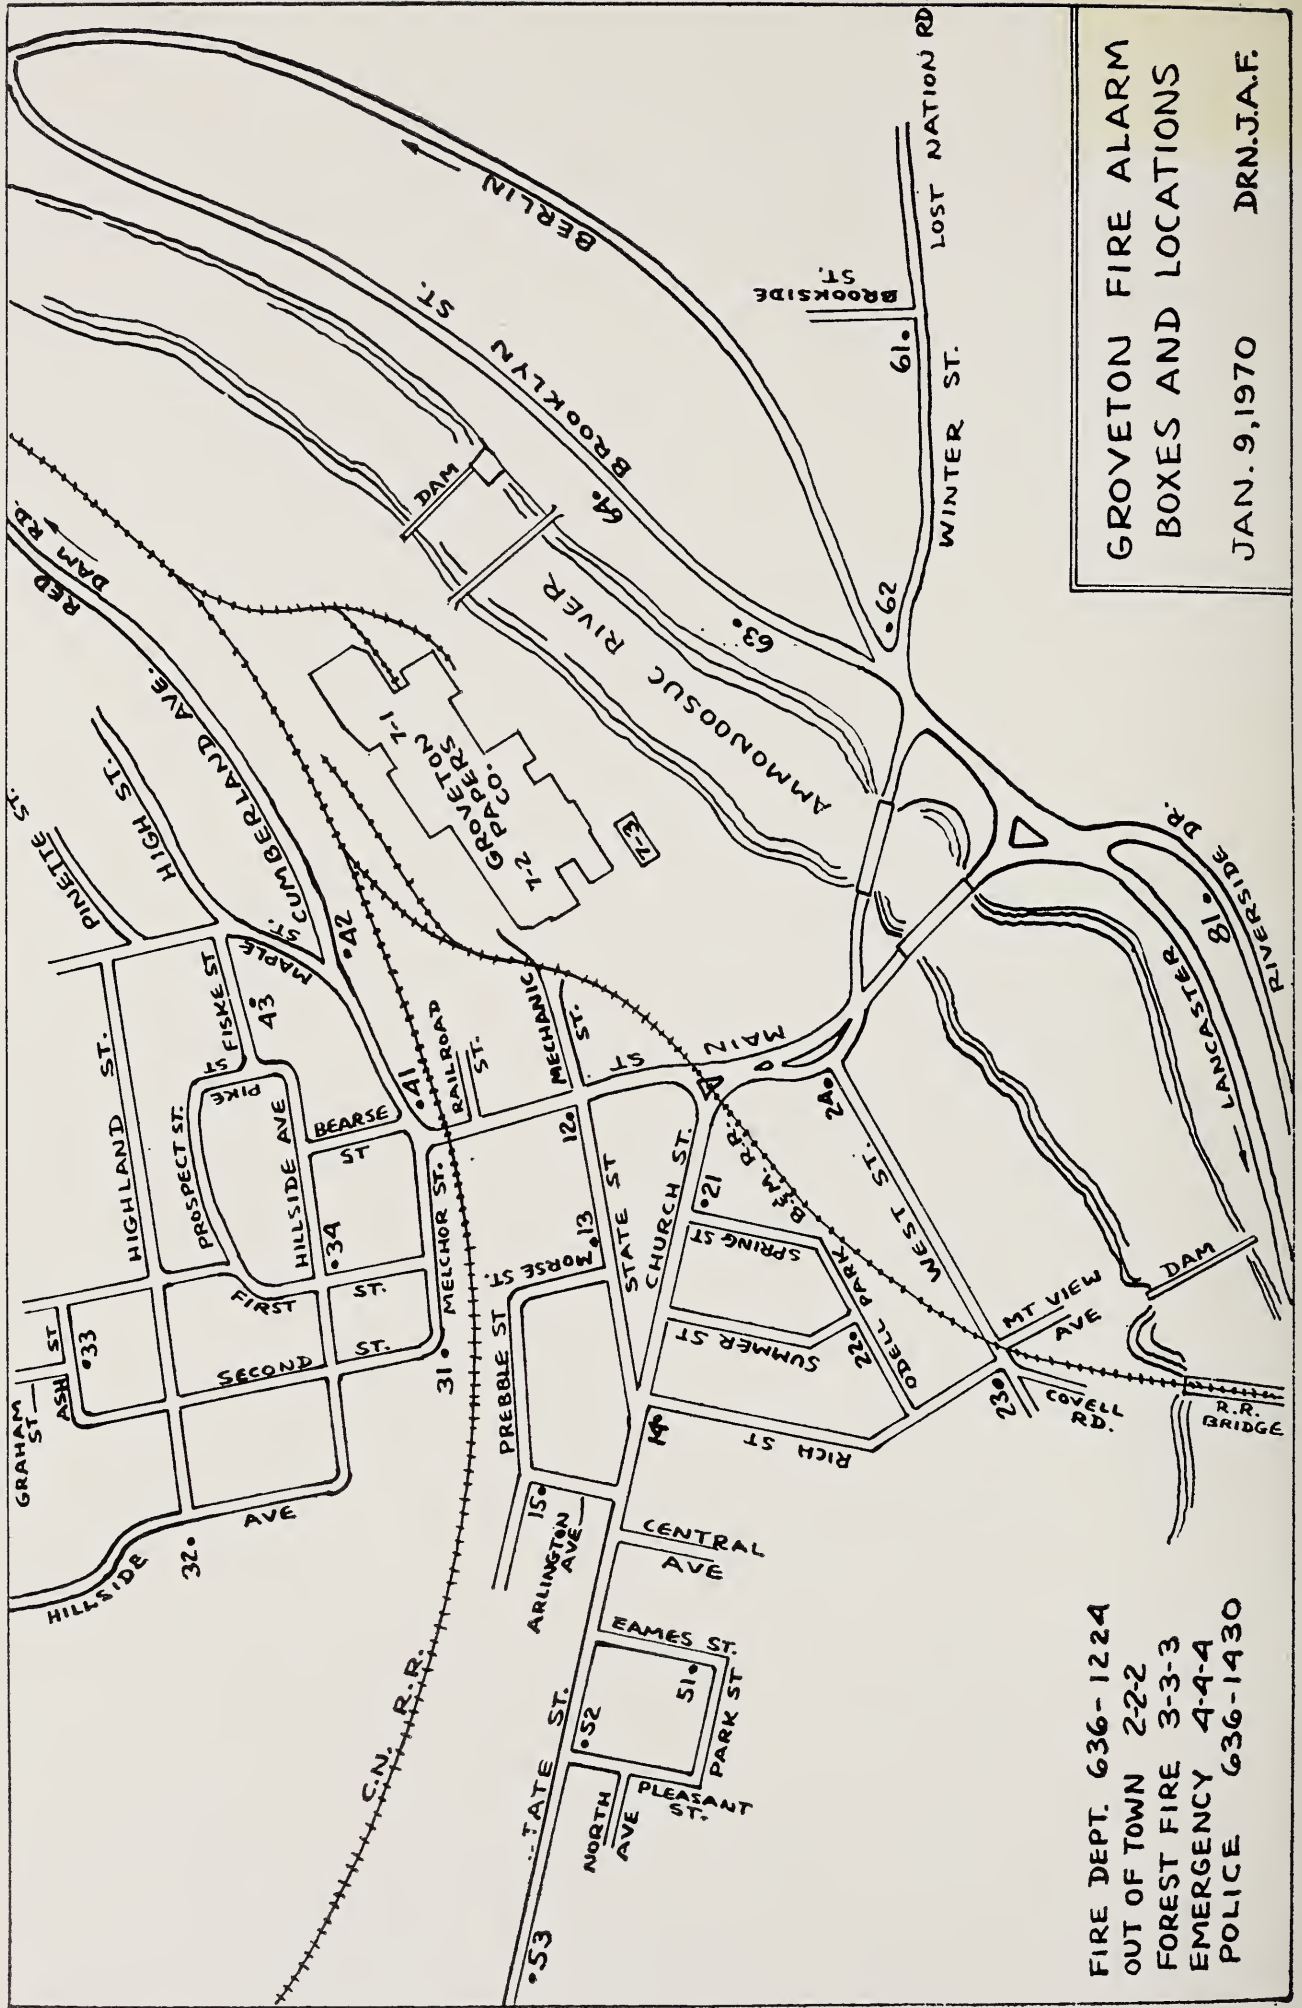 GROVETON FIRE ALARM
BOXES AND LOCATIONS
JAN. 9, 1970 DRN. J.A.F.
FIRE DEPT. 636-1224
OUT OF TOWN 2-2-2
FOREST FIRE 3-3-3
EMERGENCY 4-4-4
POLICE 636-1430
HILLSIDE
AVE
32
GRAHAM
ST
ASH
ST
33
HIGHLAND
ST.
PINETTE ST.
HIGH ST.
RED
DAM RD.
CUMBERLAND AVE.
MAPLE
ST.
42
FISKE ST
43
PIKE
ST
PROSPECT ST.
HILLSIDE AVE
BEARSE
ST
34
FIRST
ST.
SECOND
ST.
31
MELCHOR ST.
41
RAILROAD
ST.
MECHANIC
ST.
12
C.N. R.R.
PREBBLE ST
MORSE ST.
13
STATE ST
CHURCH ST.
15
ARLINGTON
AVE
14
CENTRAL
AVE
EAMES ST.
51
52
PARK ST
PLEASANT
ST.
NORTH
AVE
TATE ST.
53
GROVETON
PAPERS
CO.
7-1
7-2
7-3
DAM
AMMONOOSUC RIVER
BROOKLYN
ST.
64
63
BERLIN
62
61
BROOKSIDE
ST.
WINTER ST.
LOST NATION RD
MAIN
ST
B.&M. R.R.
21
SPRING ST
SUMMER ST
ODELL PARK
22
RICH ST
WEST ST.
24
MT VIEW
AVE
23
COVELL
RD.
R.R.
BRIDGE
DAM
LANCASTER
81
RIVERSIDE DR.